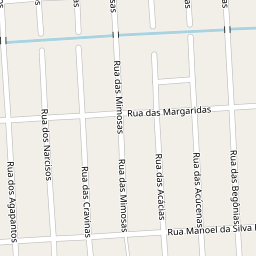 Rua das Mimosas
Rua das Margaridas
Rua dos Narcisos
Rua dos Agapantos
Rua das Cravinas
Rua das Mimosas
Rua das Acácias
Rua das Acucenas
Rua das Begônias
Rua Manoel da Silva